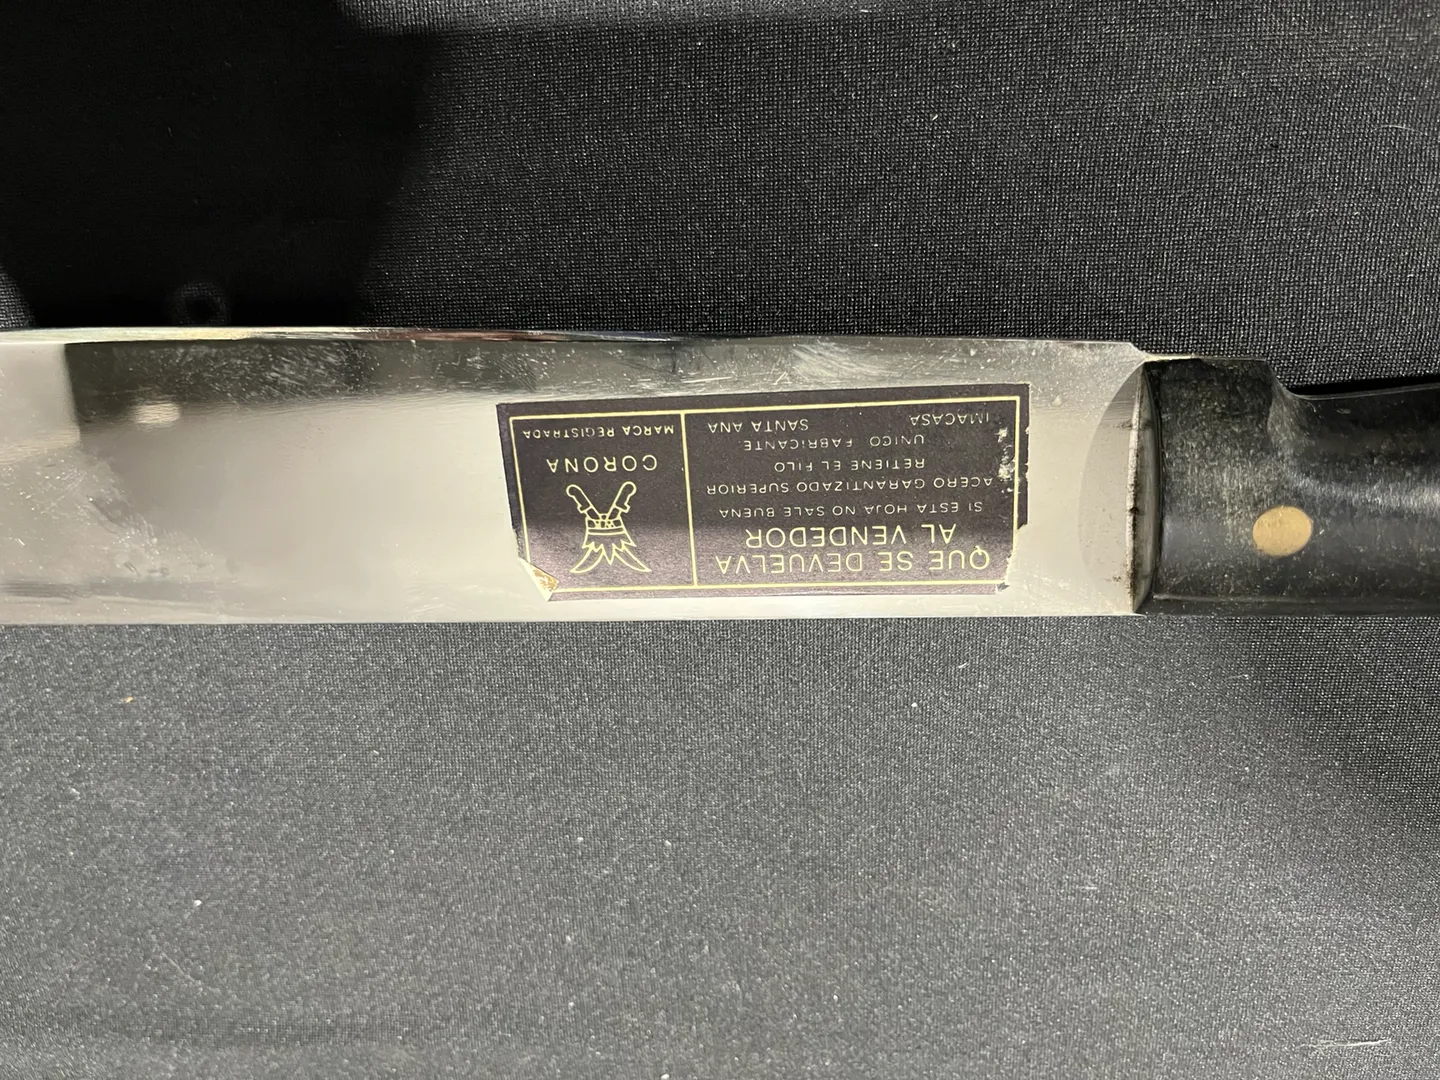 QUE SE DEVUELVA
AL VENDEDOR
SI ESTA HOJA NO SALE BUENA
ACERO GARANTIZADO SUPERIOR
RETIENE EL FILO
UNICO FABRICANTE
IMACASA SANTA ANA
CORONA
MARCA REGISTRADA